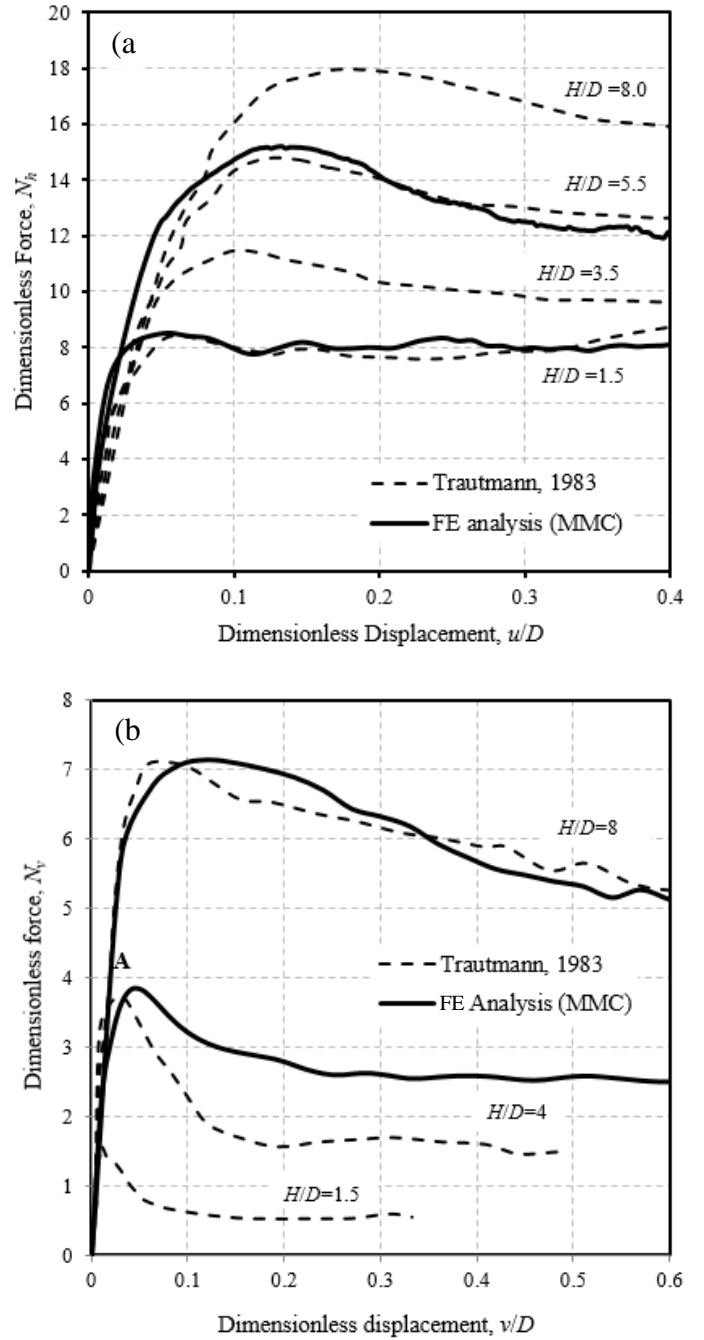 (a
20
18
16
14
12
10
8
6
4
2
0
Dimensionless Force, Nh
H/D =8.0
H/D =5.5
H/D =3.5
H/D =1.5
Trautmann, 1983
FE analysis (MMC)
0 0.1 0.2 0.3 0.4
Dimensionless Displacement, u/D
(b
8
7
6
5
4
3
2
1
0
Dimensionless force, Nv
H/D=8
A
Trautmann, 1983
FE Analysis (MMC)
H/D=4
H/D=1.5
0 0.1 0.2 0.3 0.4 0.5 0.6
Dimensionless displacement, v/D